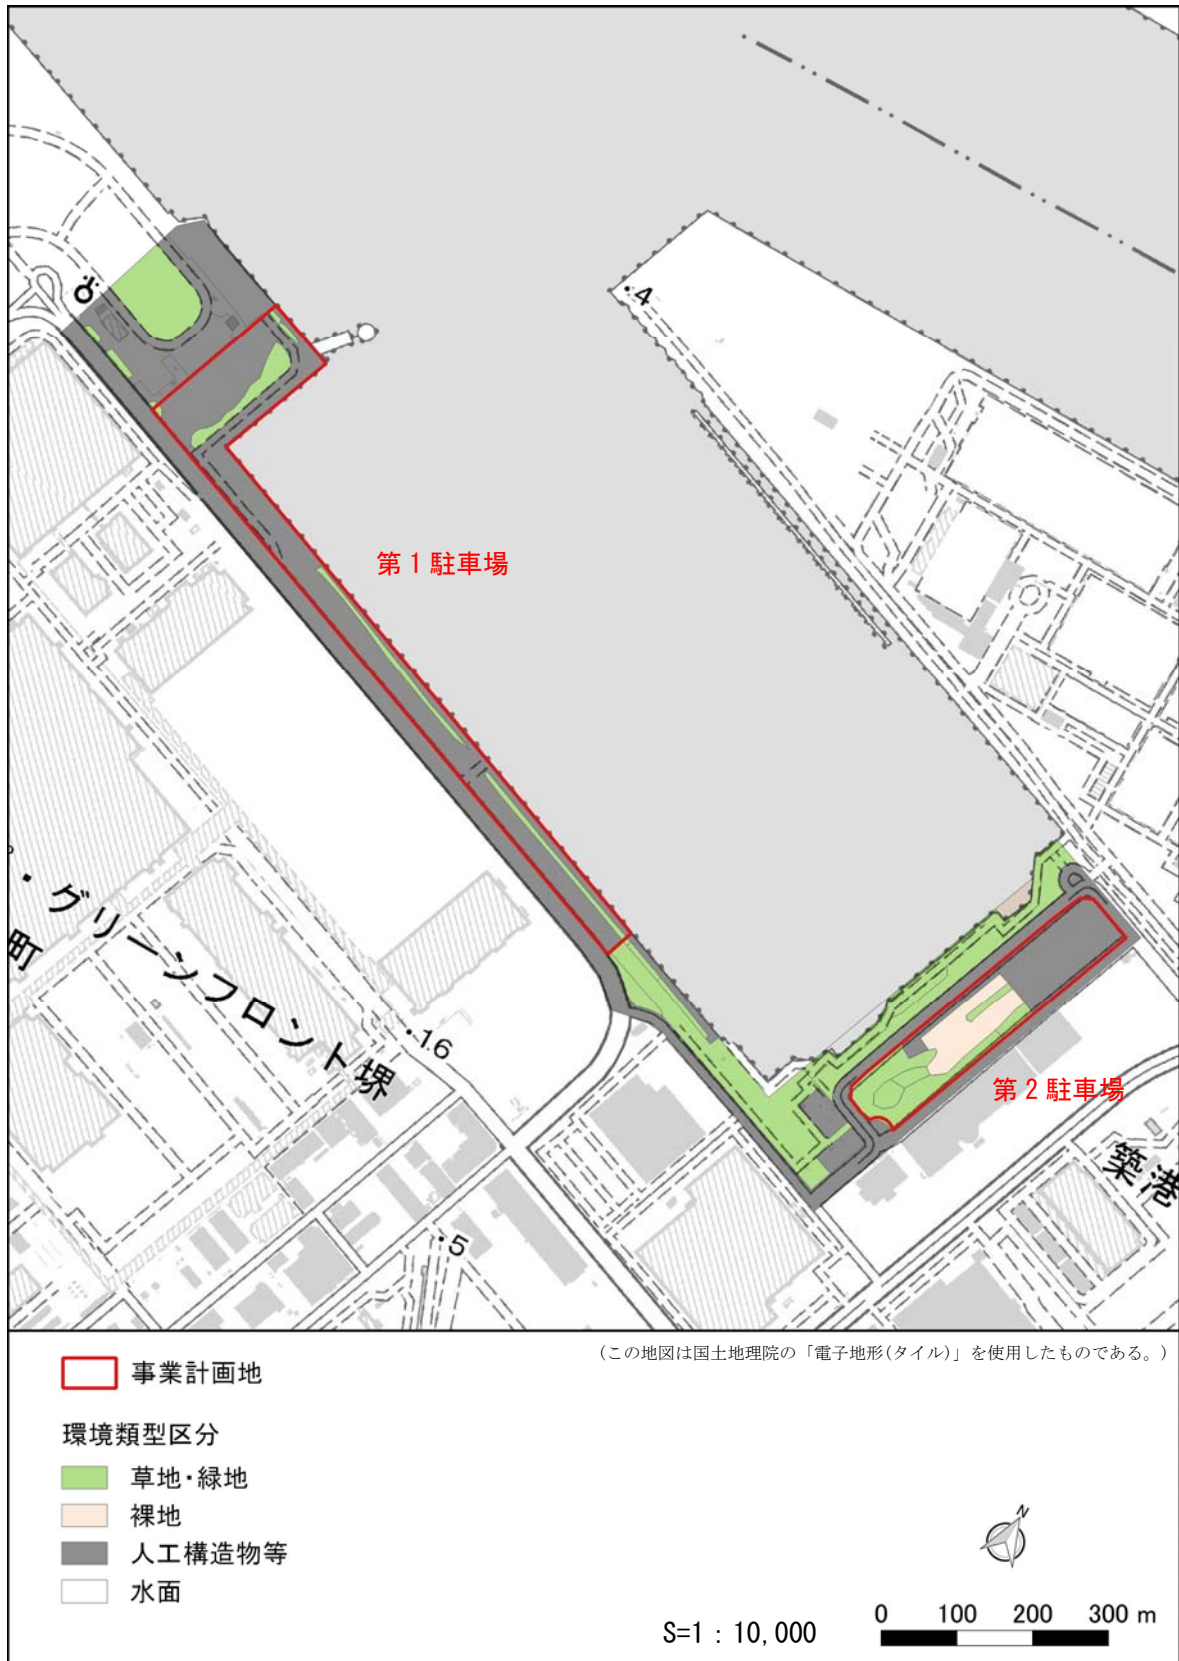 4
第1駐車場
・グリーンフロント堺
町
16
5
第2駐車場
築港
(この地図は国土地理院の「電子地形(タイル)」を使用したものである。)
事業計画地
環境類型区分
草地・緑地
裸地
人工構造物等
水面
N
S=1：10,000
0 100 200 300 m